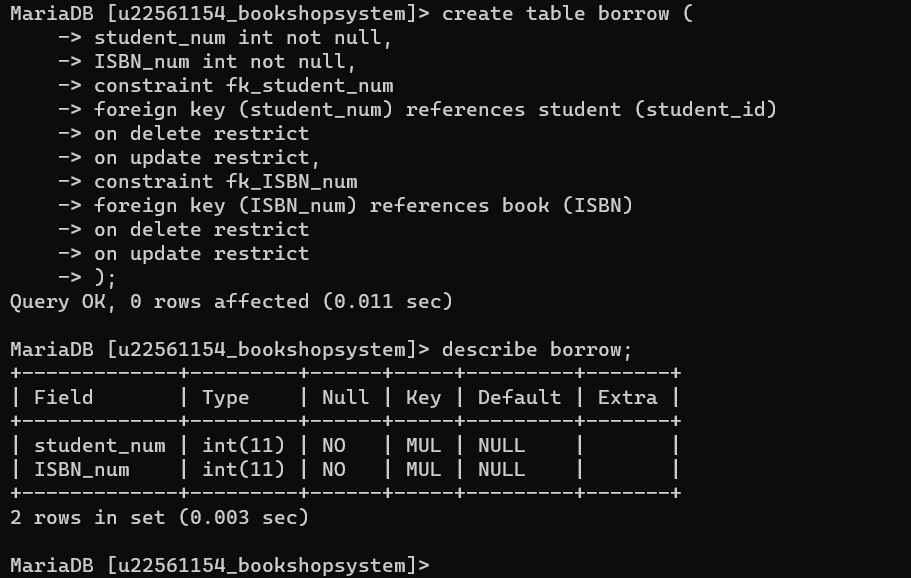 MariaDB [u22561154_bookshopsystem]> create table borrow (
    -> student_num int not null,
    -> ISBN_num int not null,
    -> constraint fk_student_num
    -> foreign key (student_num) references student (student_id)
    -> on delete restrict
    -> on update restrict,
    -> constraint fk_ISBN_num
    -> foreign key (ISBN_num) references book (ISBN)
    -> on delete restrict
    -> on update restrict
    -> );
Query OK, 0 rows affected (0.011 sec)

MariaDB [u22561154_bookshopsystem]> describe borrow;
+-------------+---------+------+-----+---------+-------+
| Field       | Type    | Null | Key | Default | Extra |
+-------------+---------+------+-----+---------+-------+
| student_num | int(11) | NO   | MUL | NULL    |       |
| ISBN_num    | int(11) | NO   | MUL | NULL    |       |
+-------------+---------+------+-----+---------+-------+
2 rows in set (0.003 sec)

MariaDB [u22561154_bookshopsystem]>